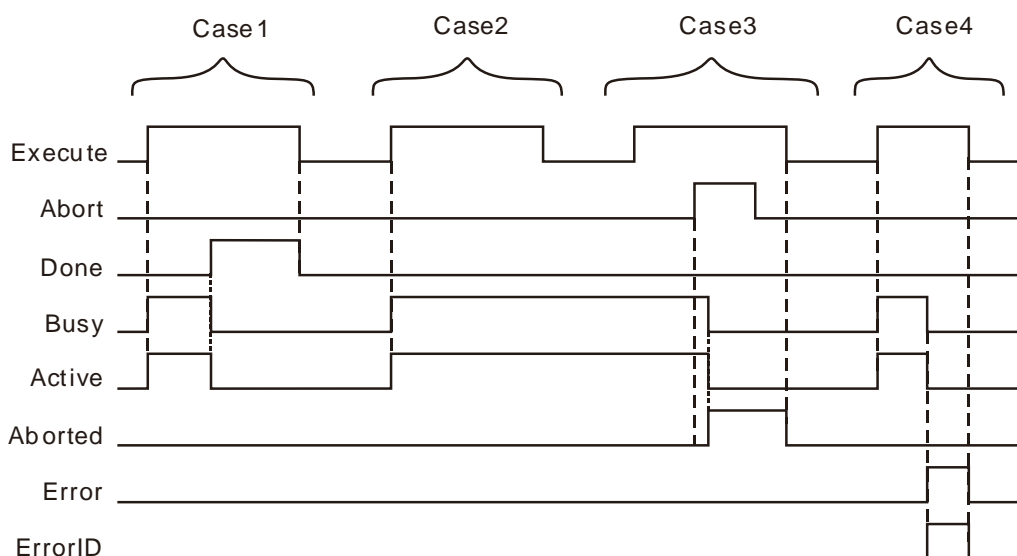 Case1
Case2
Case3
Case4
Execute
Abort
Done
Busy
Active
Aborted
Error
ErrorID